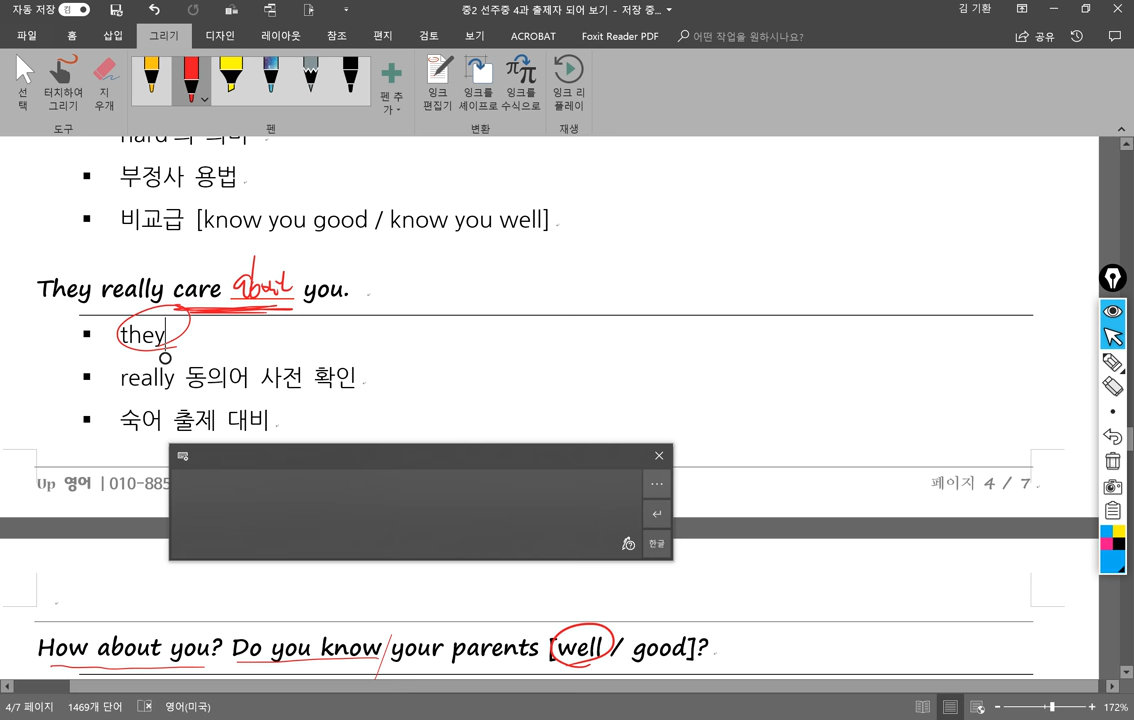 자동 저장 컴
중2 선주중 4과 출제자 되어 보기 - 저장 중...
김 기환
파일 홈 삽입 그리기 디자인 레이아웃 참조 편지 검토 보기 ACROBAT Foxit Reader PDF 어떤 작업을 원하시나요? 공유
선택
터치하여 그리기
지우개
펜 추가
잉크 편집기
잉크를 셰이프로
잉크를 수식으로
잉크 리플레이
도구 펜 변환 재생
부정사 용법
비교급 [know you good / know you well]
They really care about you.
they
really 동의어 사전 확인
숙어 출제 대비
한글
Up 영어 | 010-885
페이지 4 / 7
How about you? Do you know / your parents [well / good]?
4/7 페이지 1469개 단어 영어(미국) 172%